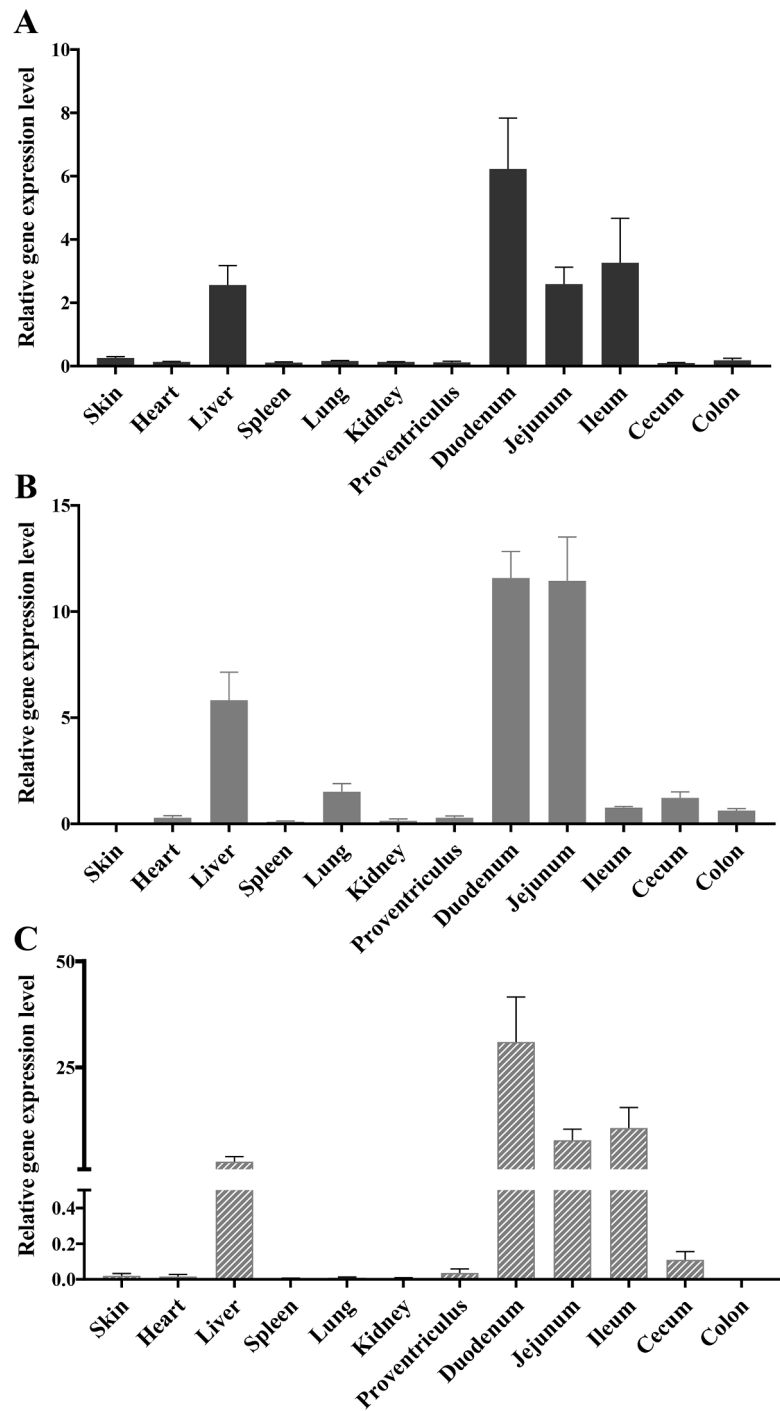 A
Relative gene expression level
10
8
6
4
2
0
Skin
Heart
Liver
Spleen
Lung
Kidney
Proventriculus
Duodenum
Jejunum
Ileum
Cecum
Colon
B
Relative gene expression level
15
10
5
0
Skin
Heart
Liver
Spleen
Lung
Kidney
Proventriculus
Duodenum
Jejunum
Ileum
Cecum
Colon
C
Relative gene expression level
50
25
0.4
0.2
0.0
Skin
Heart
Liver
Spleen
Lung
Kidney
Proventriculus
Duodenum
Jejunum
Ileum
Cecum
Colon